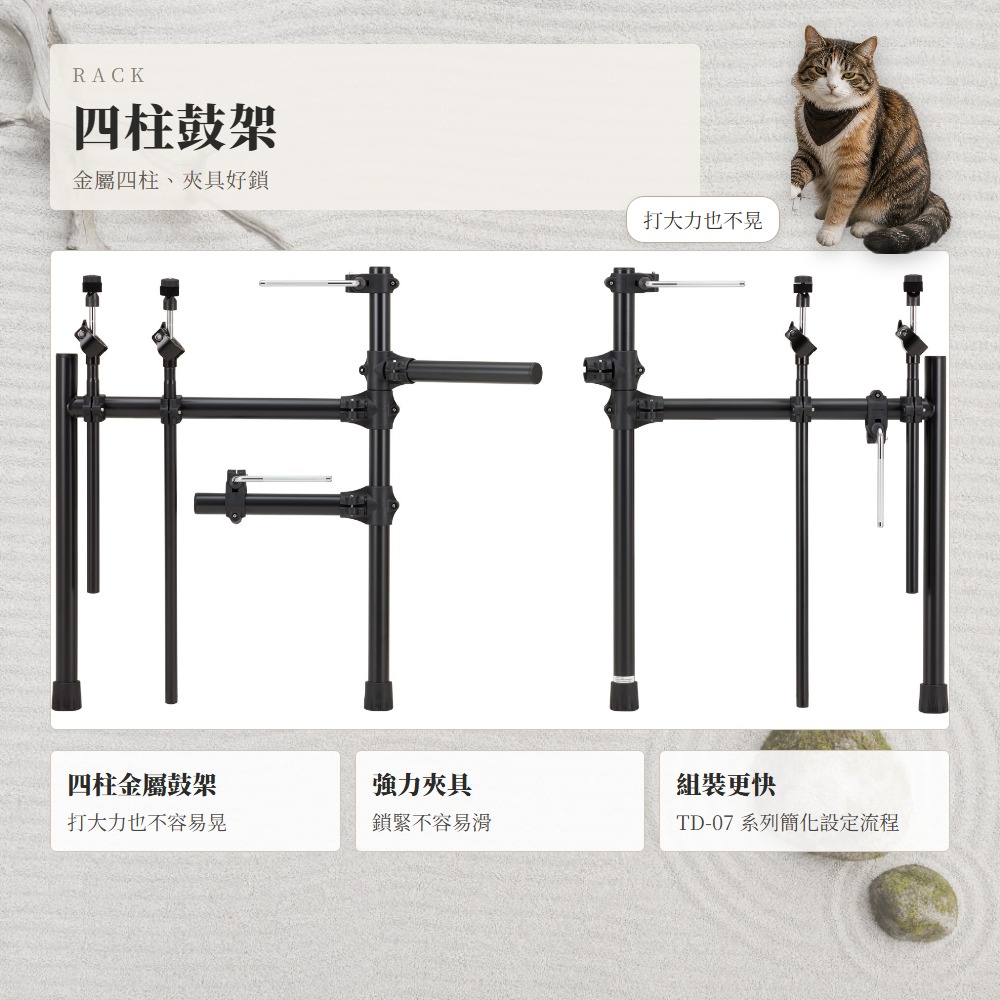 RACK
四柱鼓架
金屬四柱、夾具好鎖
打大力也不晃
四柱金屬鼓架
打大力也不容易晃
強力夾具
鎖緊不容易滑
組裝更快
TD-07 系列簡化設定流程